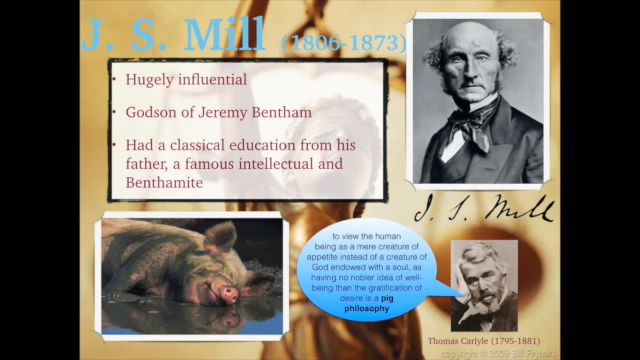 J. S. Mill (1806-1873)
• Hugely influential
• Godson of Jeremy Bentham
• Had a classical education from his
father, a famous intellectual and
Benthamite
J. S. Mill
to view the human
being as a mere creature of
appetite instead of a creature of
God endowed with a soul, as
having no nobler idea of well-
being than the gratification of
desire is a pig
philosophy
Thomas Carlyle (1795-1881)
copyright © 2009 Bill